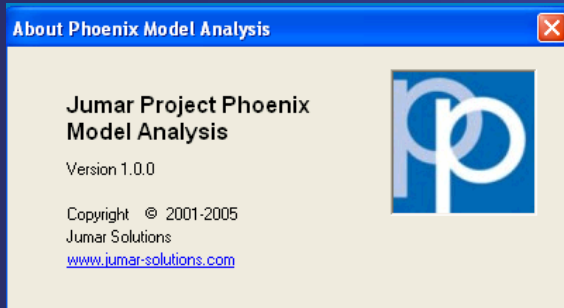 About Phoenix Model Analysis
Jumar Project Phoenix
Model Analysis
Version 1.0.0
Copyright © 2001-2005
Jumar Solutions
www.jumar-solutions.com
pp